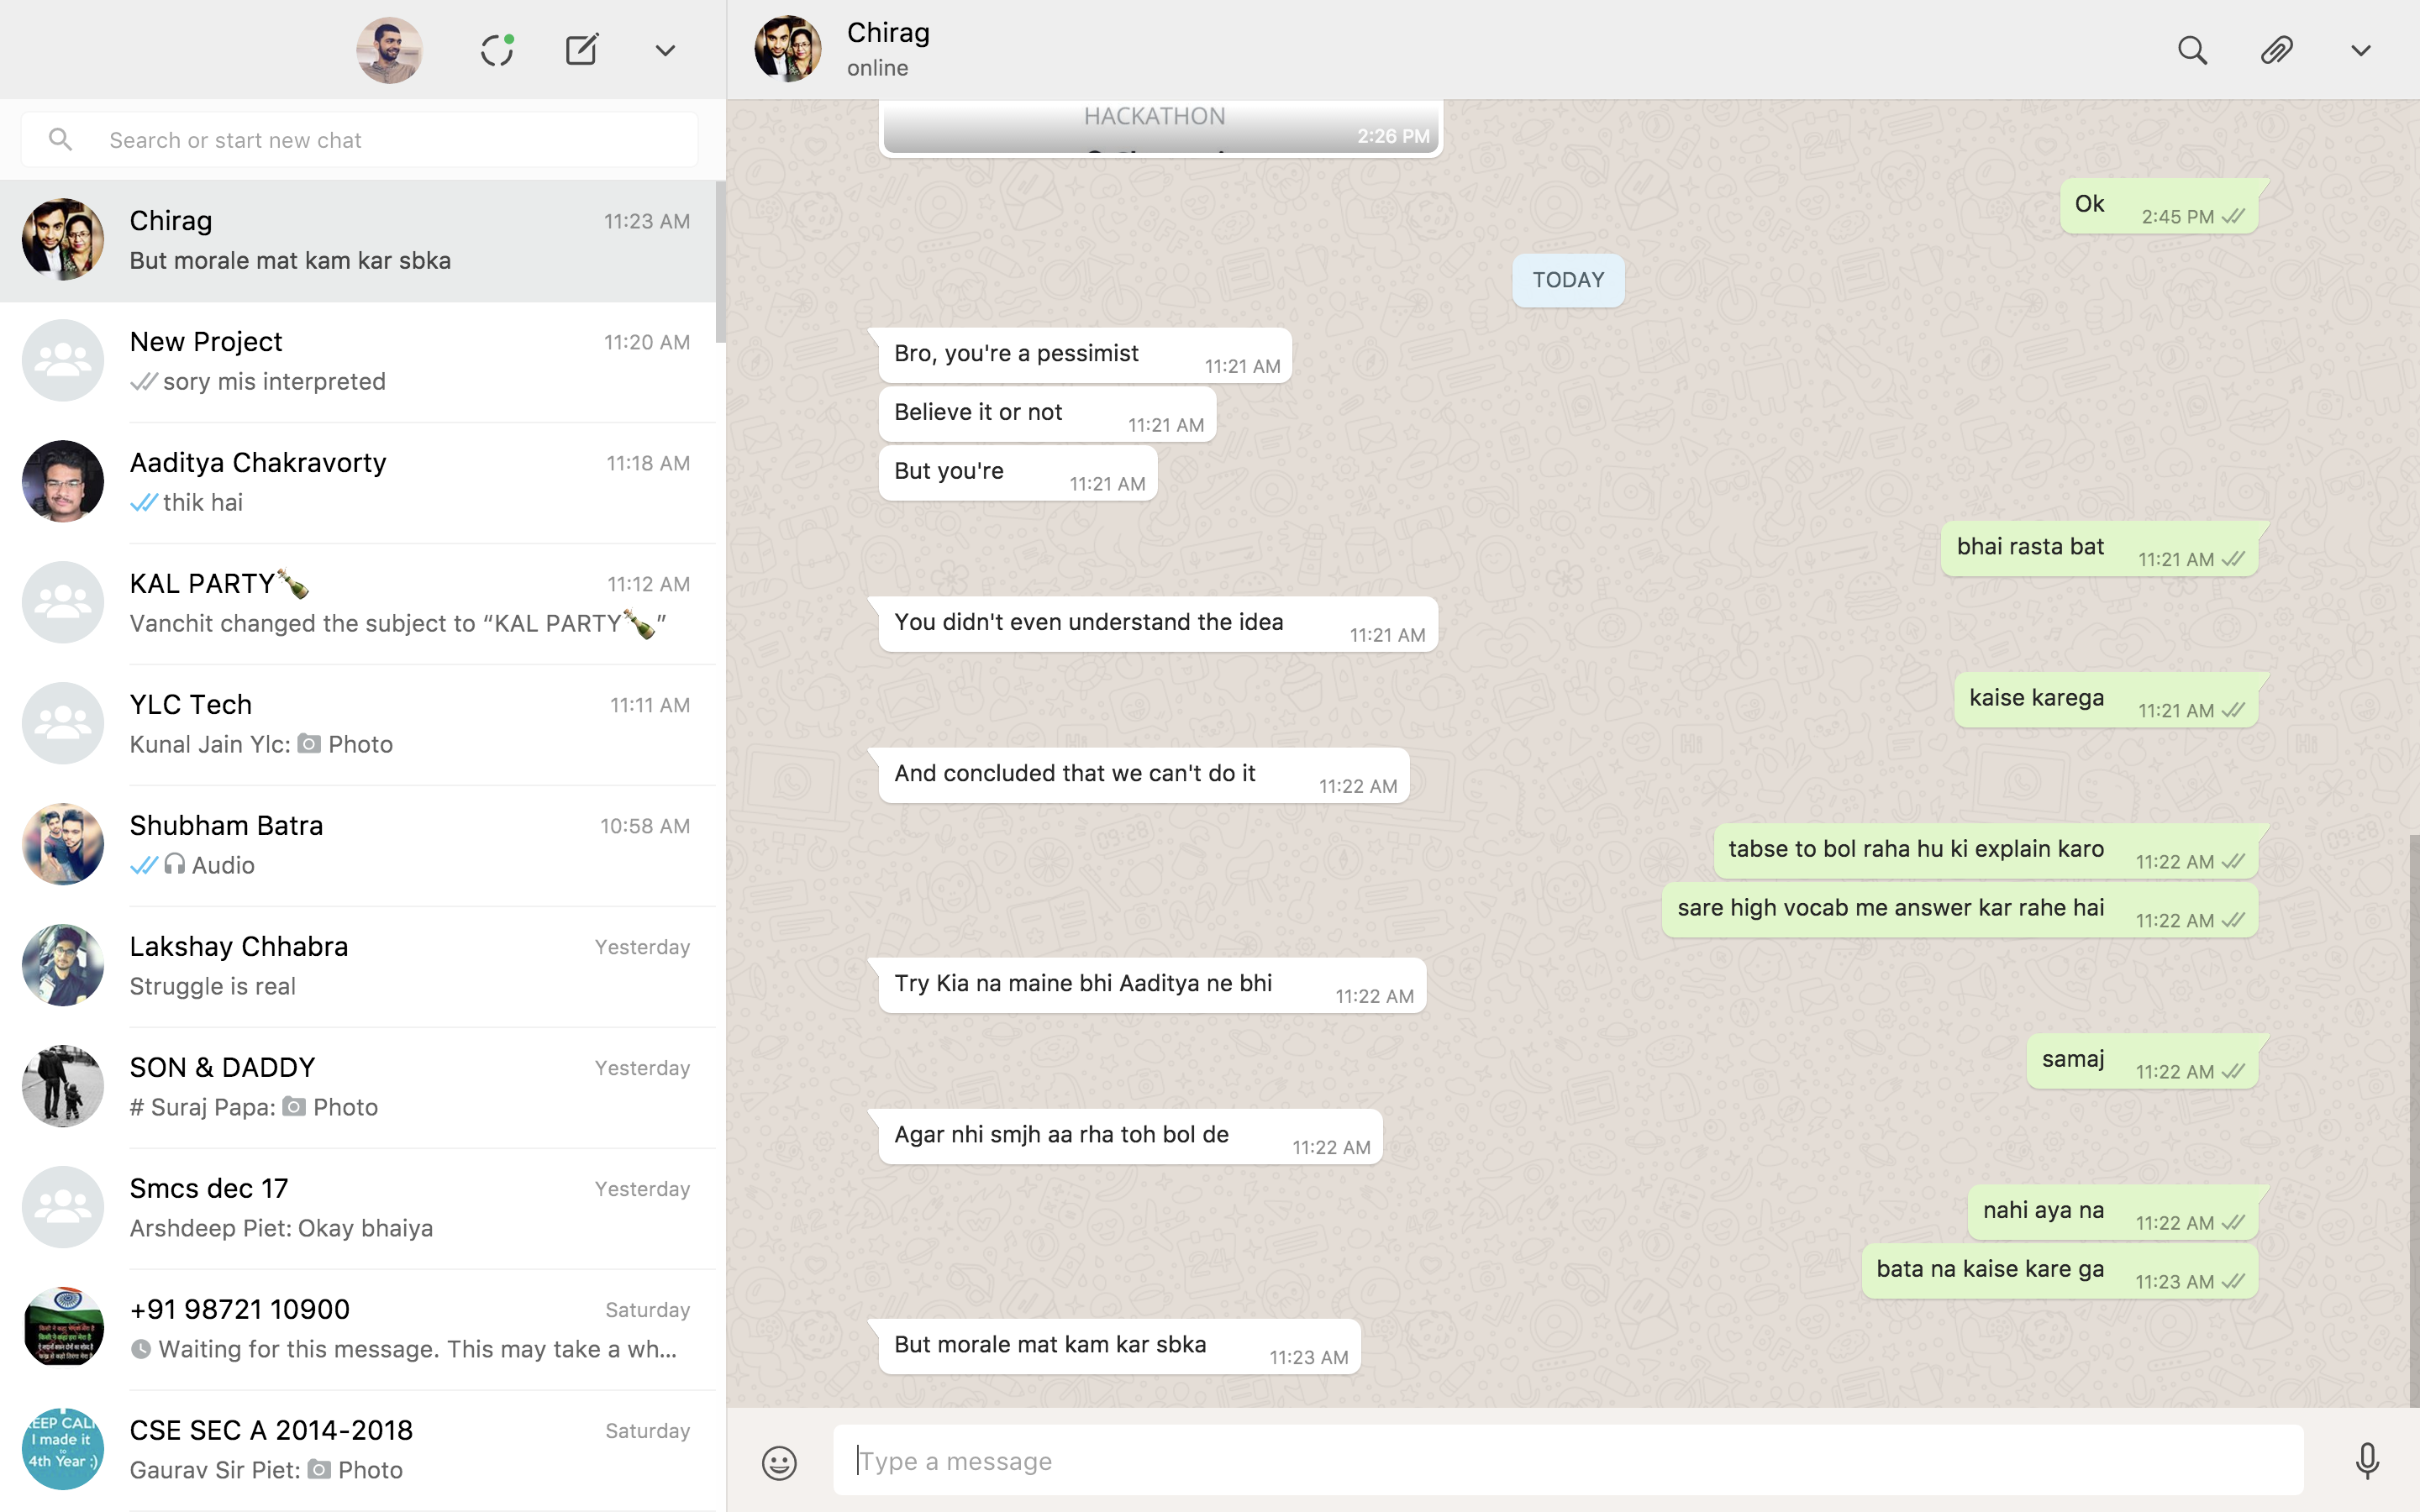 Search or start new chat
Chirag
11:23 AM
But morale mat kam kar sbka
New Project
11:20 AM
sory mis interpreted
Aaditya Chakravorty
11:18 AM
thik hai
KAL PARTY🍾
11:12 AM
Vanchit changed the subject to “KAL PARTY🍾”
YLC Tech
11:11 AM
Kunal Jain Ylc: Photo
Shubham Batra
10:58 AM
Audio
Lakshay Chhabra
Yesterday
Struggle is real
SON & DADDY
Yesterday
# Suraj Papa: Photo
Smcs dec 17
Yesterday
Arshdeep Piet: Okay bhaiya
+91 98721 10900
Saturday
Waiting for this message. This may take a wh...
CSE SEC A 2014-2018
Saturday
Gaurav Sir Piet: Photo
I made it
to
4th Year ;)
Chirag
online
HACKATHON
2:26 PM
Ok
2:45 PM
TODAY
Bro, you're a pessimist
11:21 AM
Believe it or not
11:21 AM
But you're
11:21 AM
bhai rasta bat
11:21 AM
You didn't even understand the idea
11:21 AM
kaise karega
11:21 AM
And concluded that we can't do it
11:22 AM
tabse to bol raha hu ki explain karo
11:22 AM
sare high vocab me answer kar rahe hai
11:22 AM
Try Kia na maine bhi Aaditya ne bhi
11:22 AM
samaj
11:22 AM
Agar nhi smjh aa rha toh bol de
11:22 AM
nahi aya na
11:22 AM
bata na kaise kare ga
11:23 AM
But morale mat kam kar sbka
11:23 AM
Type a message